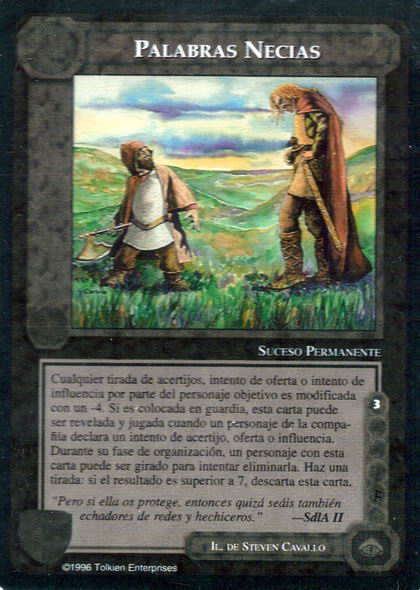 PALABRAS NECIAS
SUCESO PERMANENTE
Cualquier tirada de acertijos, intento de oferta o intento de
influencia por parte del personaje objetivo es modificada
con un -4. Si es colocada en guardia, esta carta puede
ser revelada y jugada cuando un personaje de la compa-
ñía declara un intento de acertijo, oferta o influencia.
Durante su fase de organización, un personaje con esta
carta puede ser girado para intentar eliminarla. Haz una
tirada: si el resultado es superior a 7, descarta esta carta.
3
F
“Pero si ella os protege, entonces quizá seáis también
echadores de redes y hechiceros.” —SdlA II
IL. DE STEVEN CAVALLO
©1996 Tolkien Enterprises